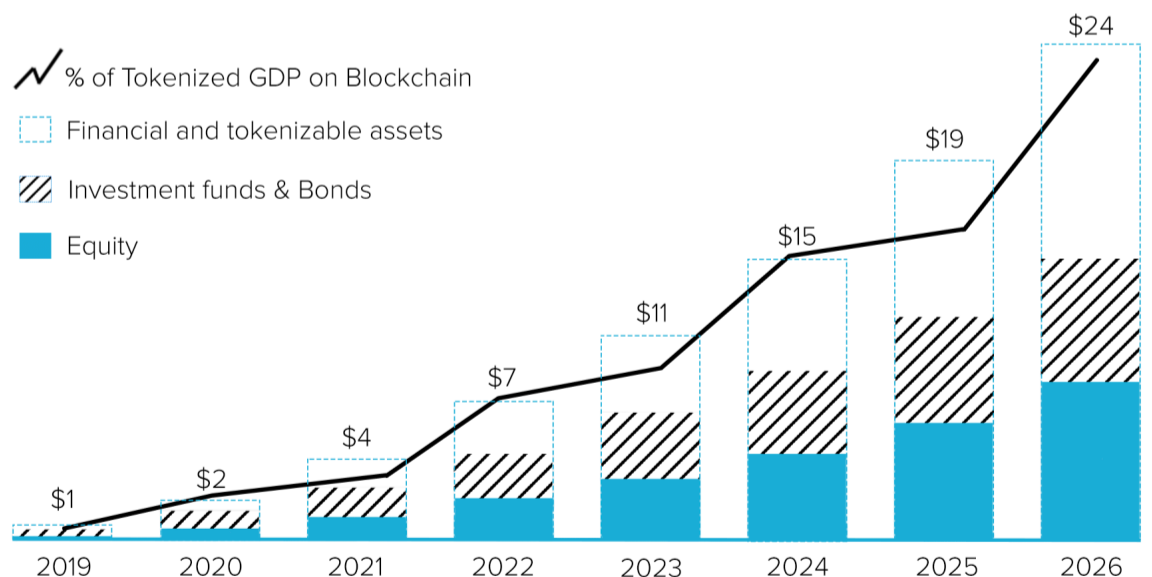 $24
% of Tokenized GDP on Blockchain
Financial and tokenizable assets
$19
Investment funds & Bonds
Equity
$15
$11
$7
$4
$2
$1
2019 2020 2021 2022 2023 2024 2025 2026